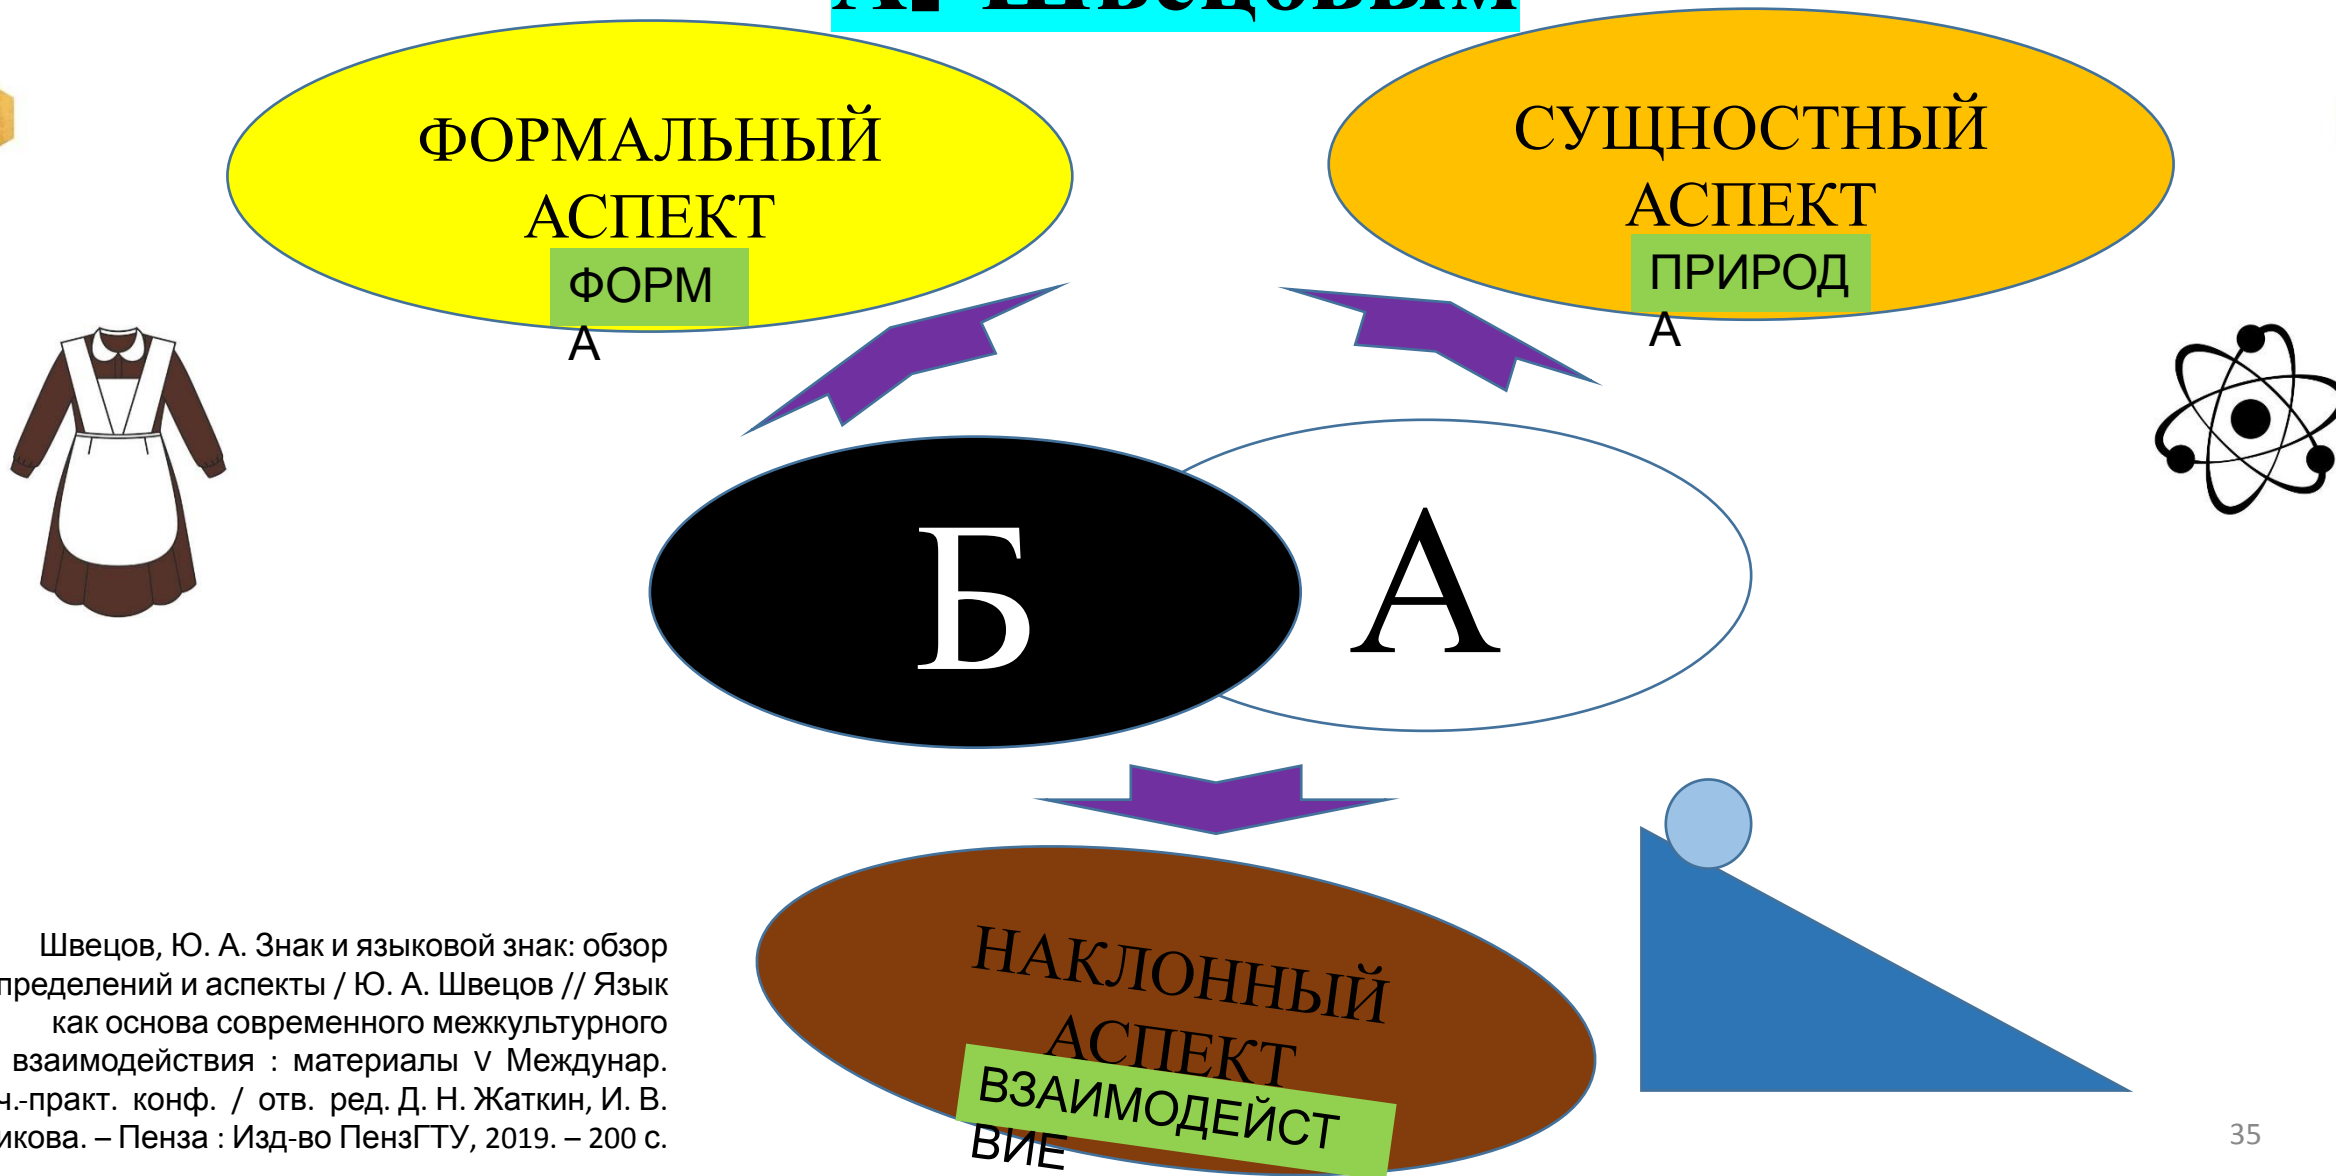 А. Швецовым
ФОРМАЛЬНЫЙ
АСПЕКТ
ФОРМ
А
СУЩНОСТНЫЙ
АСПЕКТ
ПРИРОД
А
Б
А
НАКЛОННЫЙ
АСПЕКТ
ВЗАИМОДЕЙСТ
ВИЕ
Швецов, Ю. А. Знак и языковой знак: обзор
пределений и аспекты / Ю. А. Швецов // Язык
как основа современного межкультурного
взаимодействия : материалы V Междунар.
ч.-практ. конф. / отв. ред. Д. Н. Жаткин, И. В.
икова. – Пенза : Изд-во ПензГТУ, 2019. – 200 с.
35